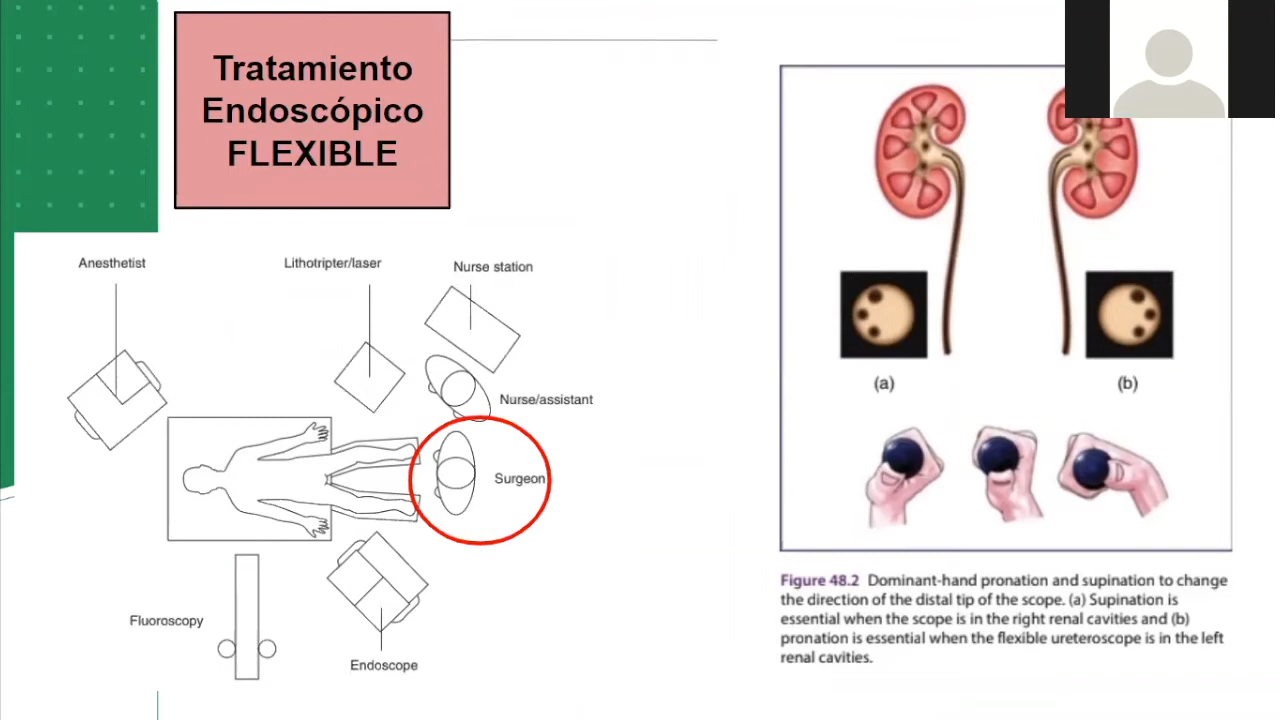 Tratamiento
Endoscópico
FLEXIBLE
Anesthetist
Lithotripter/laser
Nurse station
Nurse/assistant
Surgeon
Fluoroscopy
Endoscope
(a)
(b)
Figure 48.2 Dominant-hand pronation and supination to change
the direction of the distal tip of the scope. (a) Supination is
essential when the scope is in the right renal cavities and (b)
pronation is essential when the flexible ureteroscope is in the left
renal cavities.